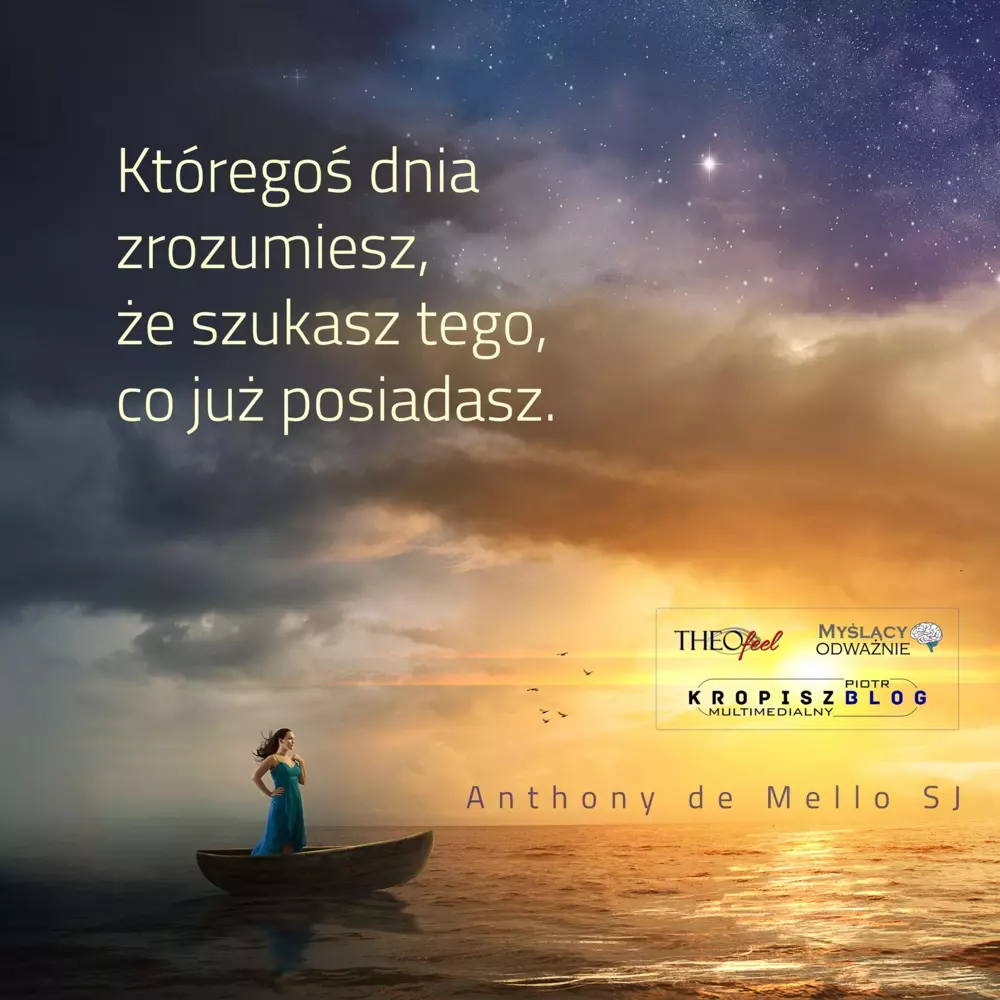 Któregoś dnia
zrozumiesz,
że szukasz tego,
co już posiadasz.
THEOfeel
MYŚLĄCY
ODWAŻNIE
PIOTR
KROPISZ BLOG
MULTIMEDIALNY
Anthony de Mello SJ